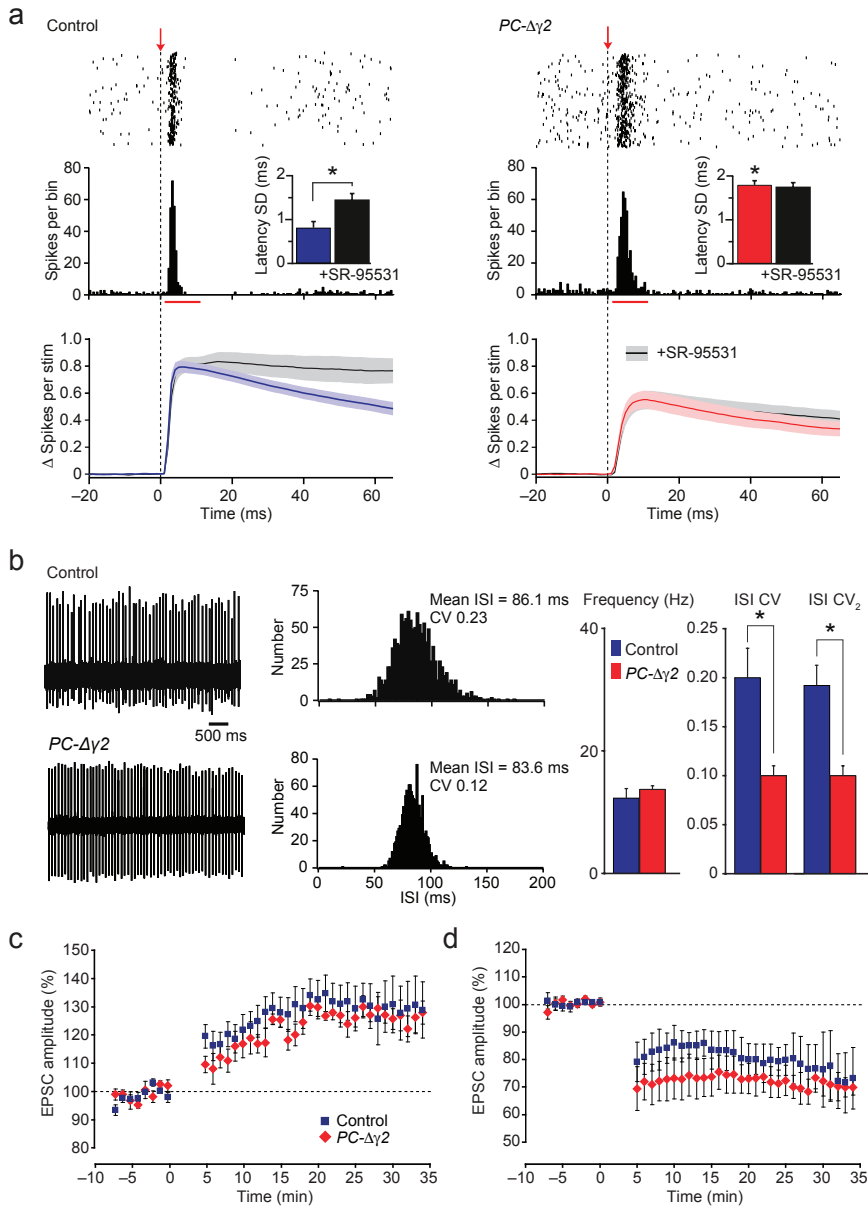 a
Control
PC-Δγ2
Spikes per bin
80
60
40
20
0
Latency SD (ms)
2
1
0
*
+SR-95531
Spikes per bin
80
60
40
20
0
Latency SD (ms)
2
1
0
*
+SR-95531
Δ Spikes per stim
1.0
0.8
0.6
0.4
0.2
0
–20 0 20 40 60
Time (ms)
Δ Spikes per stim
1.0
0.8
0.6
0.4
0.2
0
+SR-95531
–20 0 20 40 60
Time (ms)
b
Control
500 ms
PC-Δγ2
Number
75
50
25
0
Mean ISI = 86.1 ms
CV 0.23
Number
80
60
40
20
0
Mean ISI = 83.6 ms
CV 0.12
0 50 100 150 200
ISI (ms)
Frequency (Hz)
40
20
0
Control
PC-Δγ2
ISI CV
ISI CV2
0.25
0.20
0.15
0.10
0.05
0
*
*
c
EPSC amplitude (%)
150
140
130
120
110
100
90
80
Control
PC-Δγ2
–10 –5 0 5 10 15 20 25 30 35
Time (min)
d
EPSC amplitude (%)
120
110
100
90
80
70
60
50
–10 –5 0 5 10 15 20 25 30 35
Time (min)